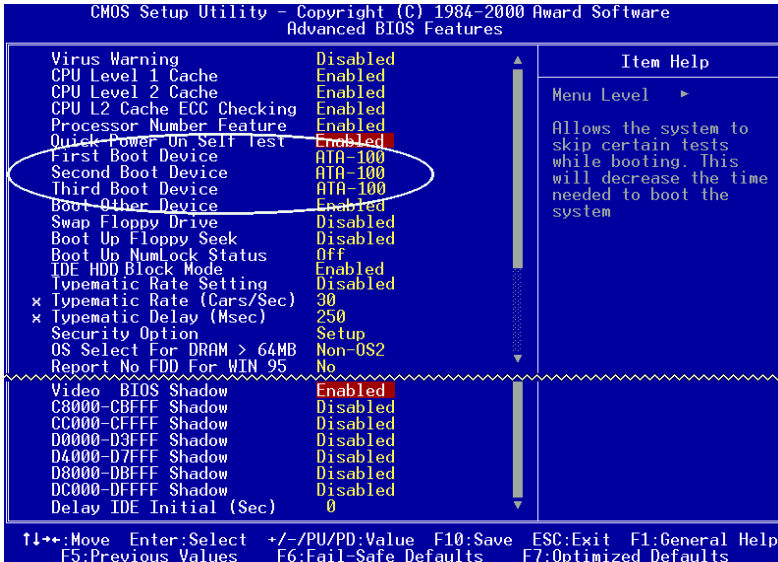 CMOS Setup Utility - Copyright (C) 1984-2000 Award Software
Advanced BIOS Features
Virus Warning Disabled
CPU Level 1 Cache Enabled
CPU Level 2 Cache Enabled
CPU L2 Cache ECC Checking Enabled
Processor Number Feature Enabled
Quick Power On Self Test Enabled
First Boot Device ATA-100
Second Boot Device ATA-100
Third Boot Device ATA-100
Boot Other Device Enabled
Swap Floppy Drive Disabled
Boot Up Floppy Seek Disabled
Boot Up NumLock Status Off
IDE HDD Block Mode Enabled
Typematic Rate Setting Disabled
x Typematic Rate (Cars/Sec) 30
x Typematic Delay (Msec) 250
Security Option Setup
OS Select For DRAM > 64MB Non-OS2
Report No FDD For WIN 95 No
Video BIOS Shadow Enabled
C8000-CBFFF Shadow Disabled
CC000-CFFFF Shadow Disabled
D0000-D3FFF Shadow Disabled
D4000-D7FFF Shadow Disabled
D8000-DBFFF Shadow Disabled
DC000-DFFFF Shadow Disabled
Delay IDE Initial (Sec) 0
Item Help
Menu Level ►
Allows the system to
skip certain tests
while booting. This
will decrease the time
needed to boot the
system
↑↓→←:Move Enter:Select +/-/PU/PD:Value F10:Save ESC:Exit F1:General Help
F5:Previous Values F6:Fail-Safe Defaults F7:Optimized Defaults